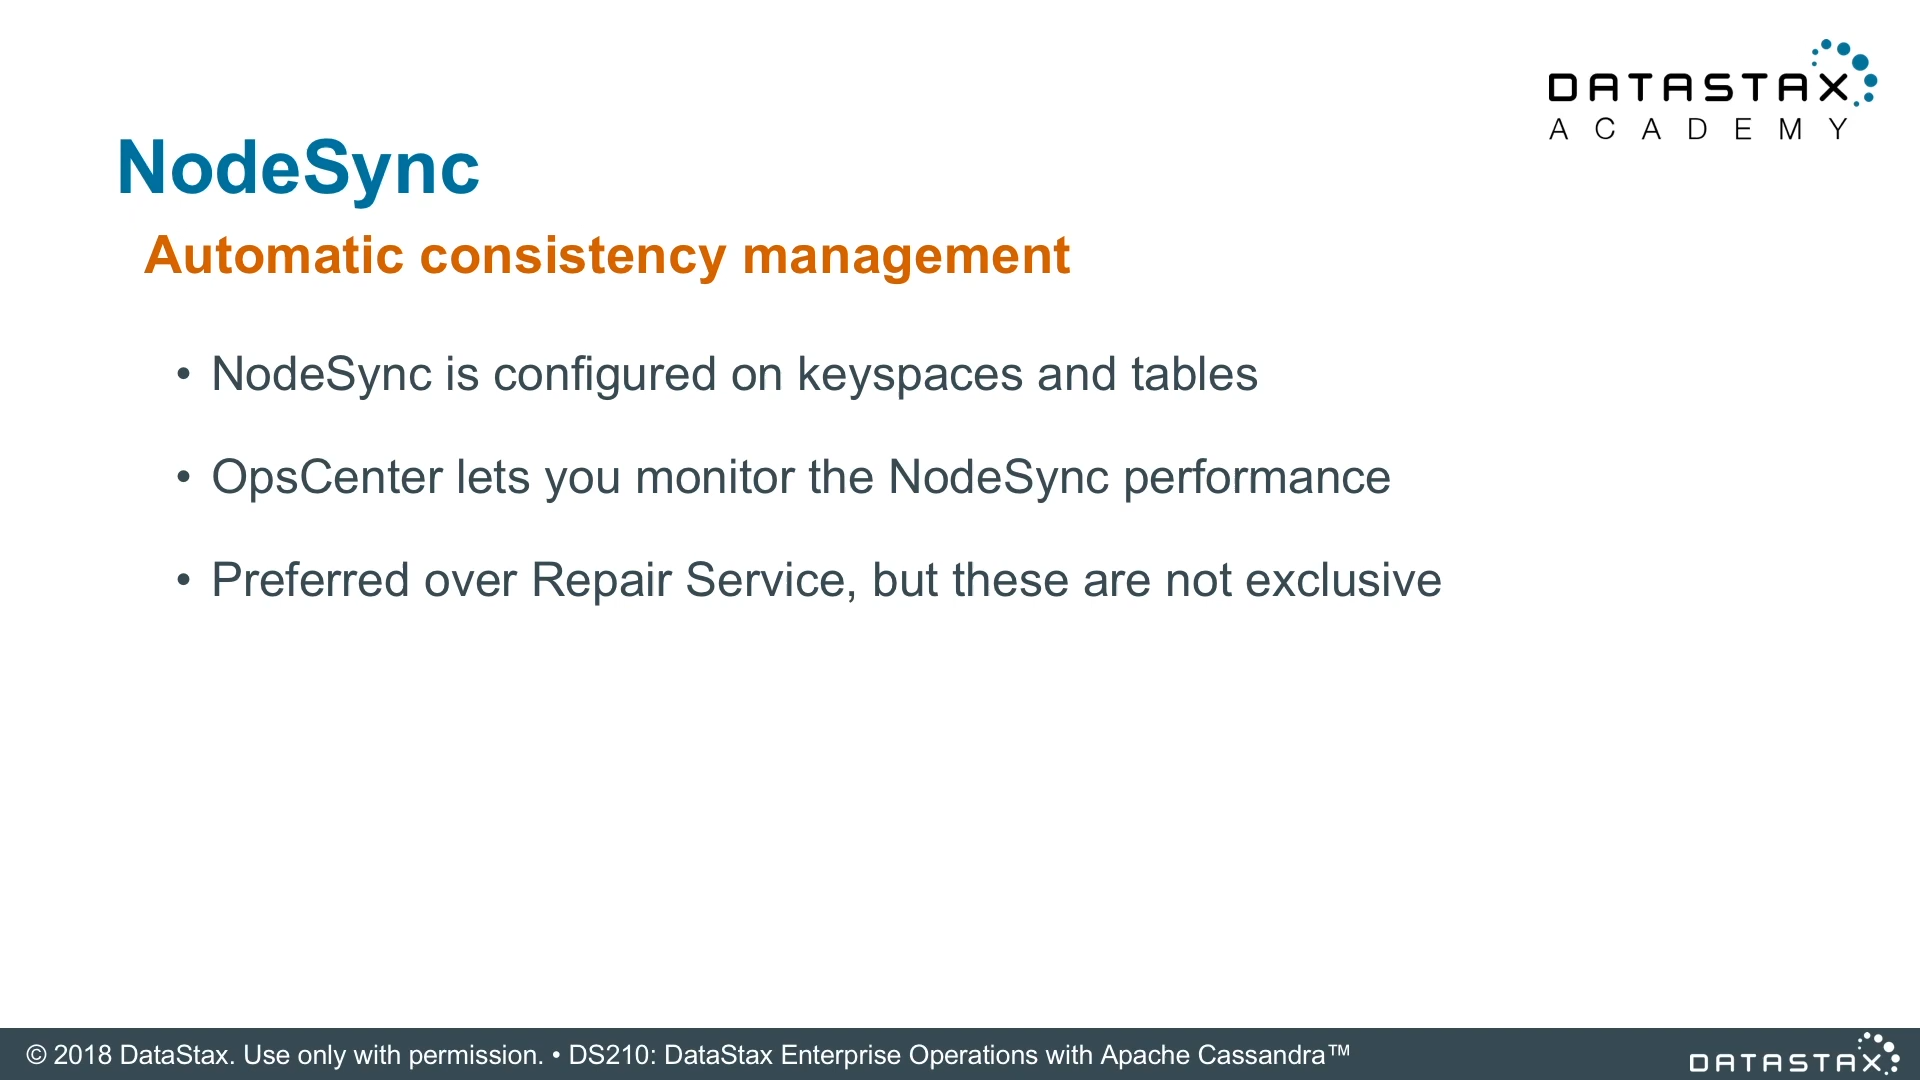 DATASTAX
ACADEMY
NodeSync
Automatic consistency management
• NodeSync is configured on keyspaces and tables
• OpsCenter lets you monitor the NodeSync performance
• Preferred over Repair Service, but these are not exclusive
© 2018 DataStax. Use only with permission. • DS210: DataStax Enterprise Operations with Apache Cassandra™
DATASTAX